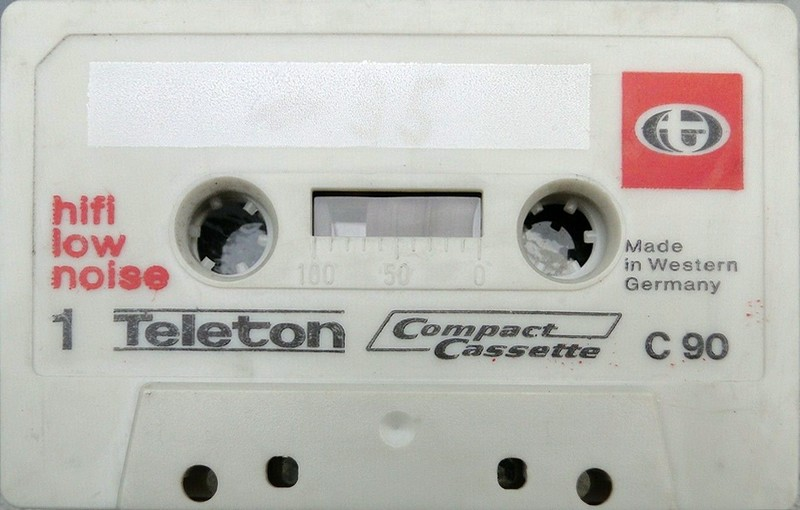 hifi
low
noise
100 50 0
Made
in Western
Germany
1 Teleton Compact
Cassette C 90